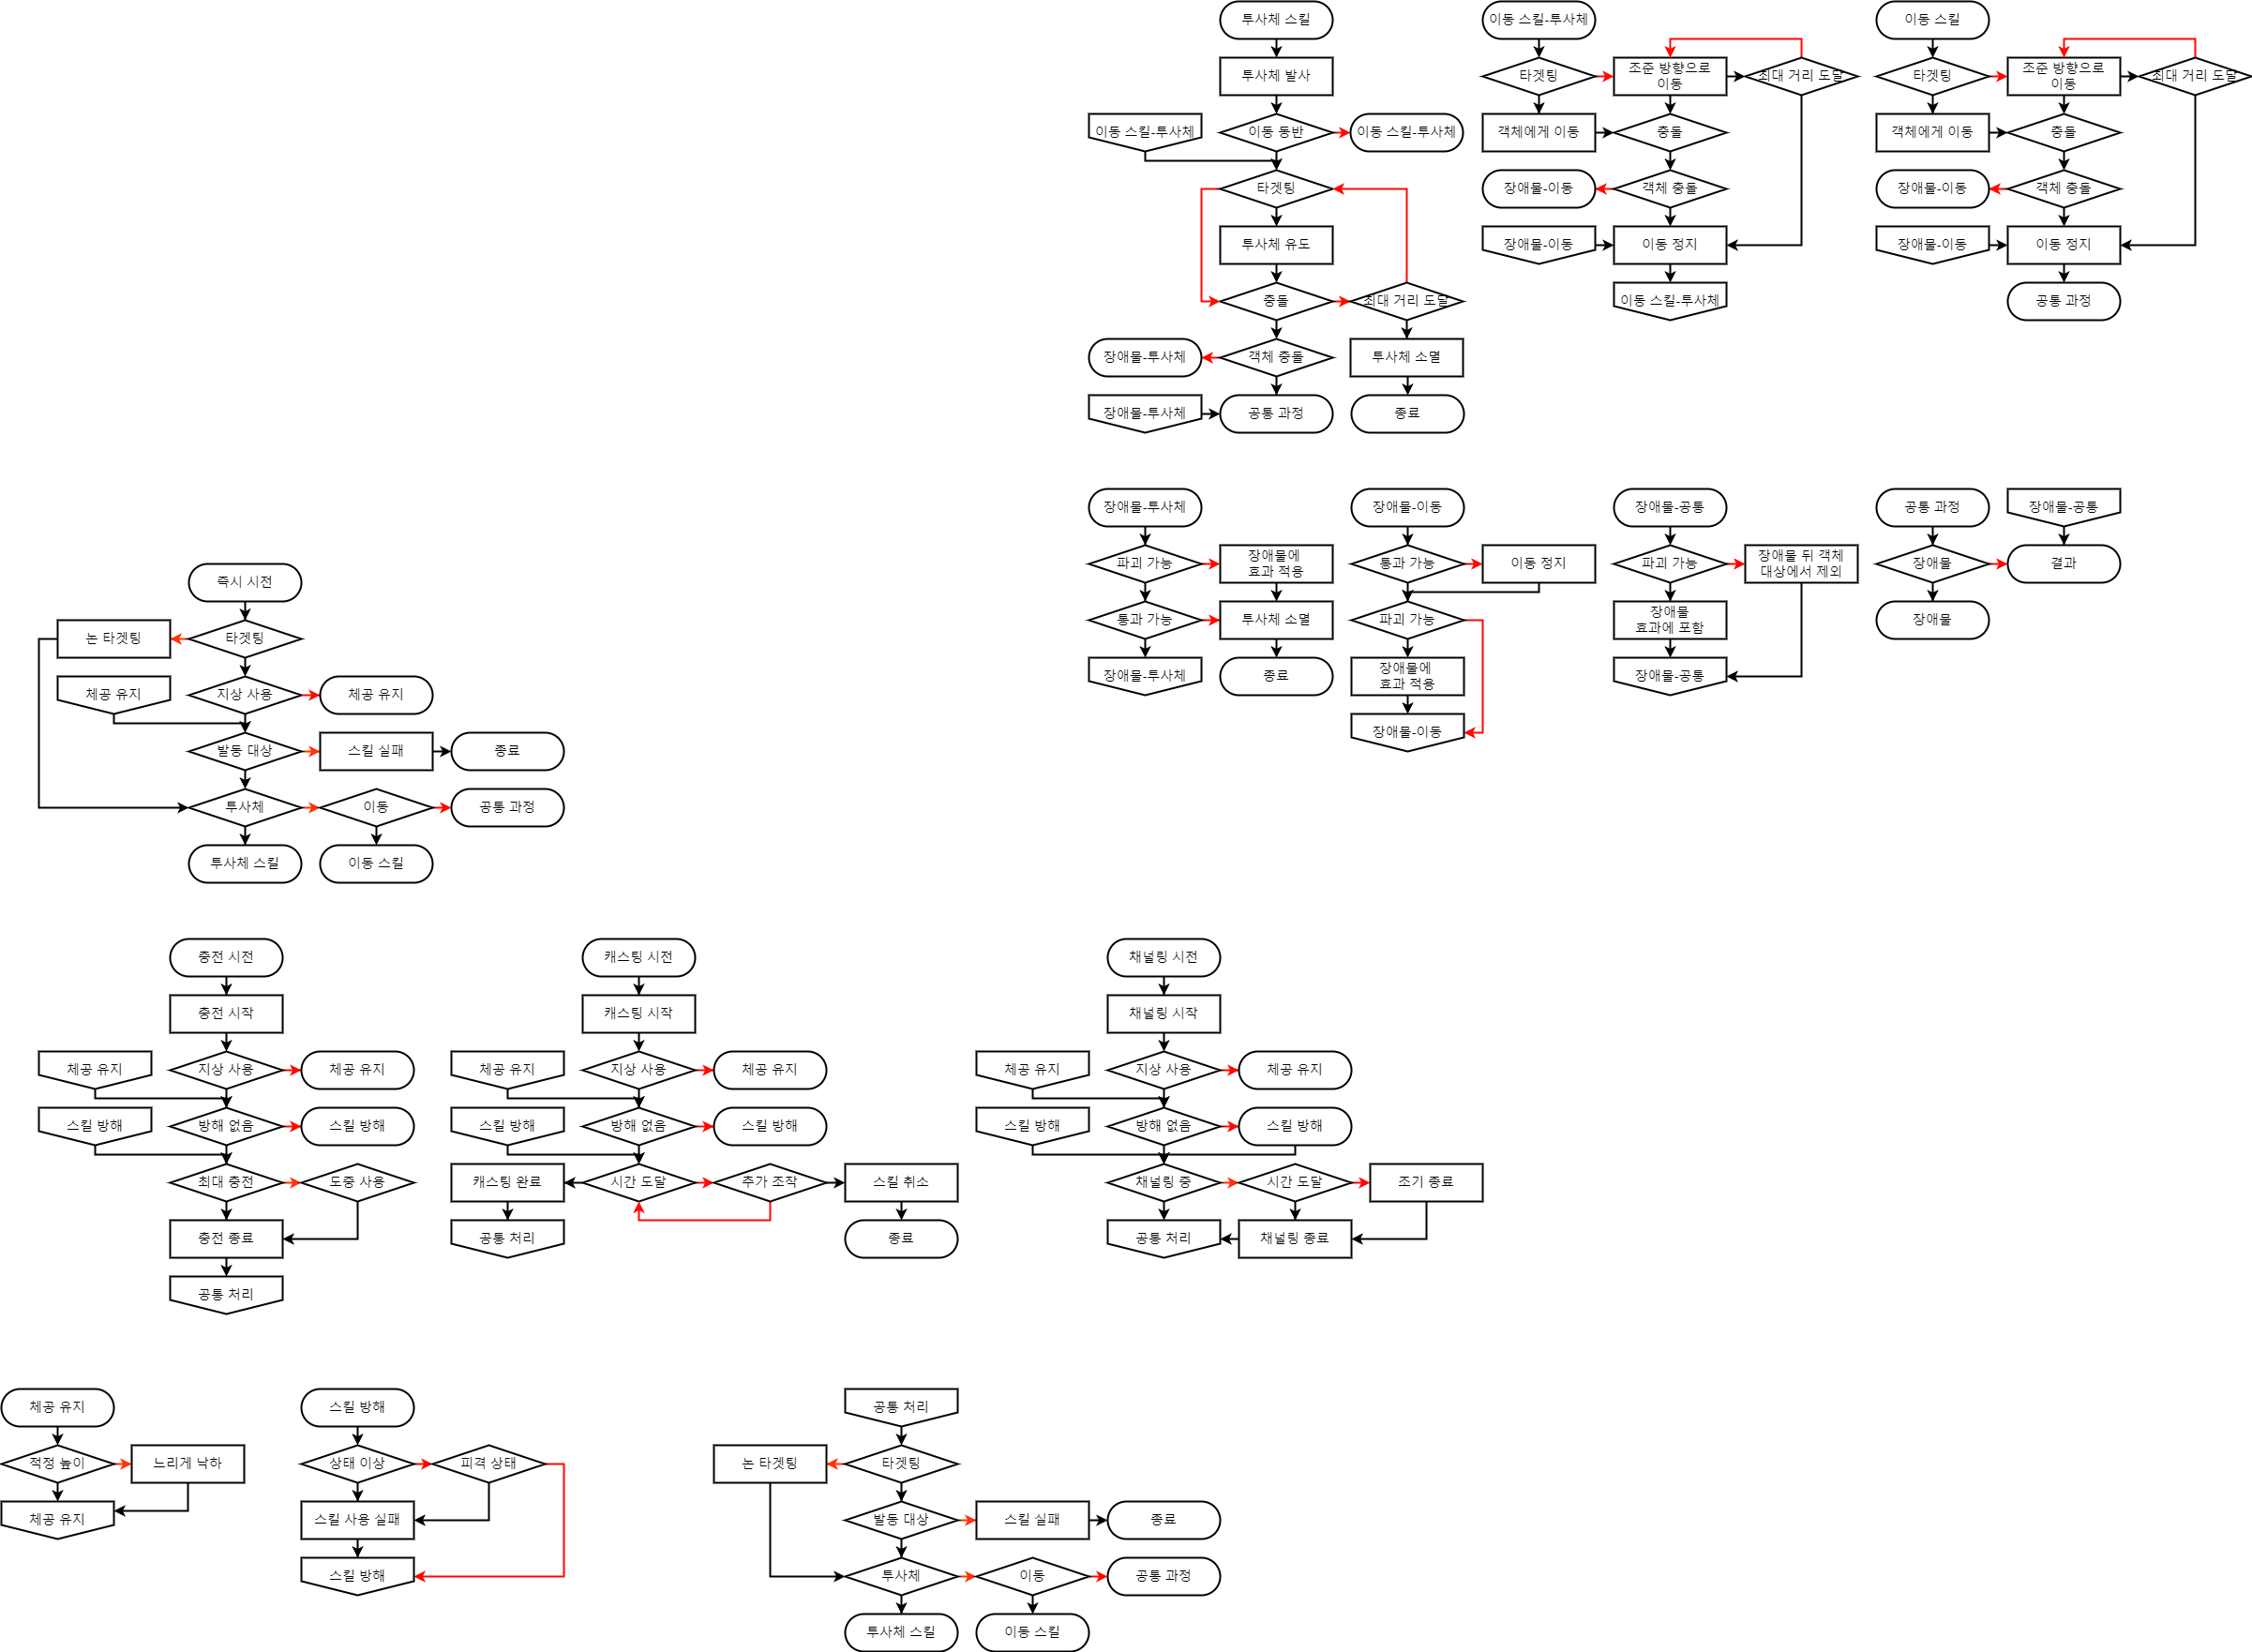 투사체 스킬
투사체 발사
이동 스킬-투사체
이동 동반
이동 스킬-투사체
타겟팅
투사체 유도
충돌
최대 거리 도달
장애물-투사체
객체 충돌
투사체 소멸
장애물-투사체
공통 과정
종료
이동 스킬-투사체
타겟팅
조준 방향으로
이동
최대 거리 도달
객체에게 이동
충돌
장애물-이동
객체 충돌
장애물-이동
이동 정지
이동 스킬-투사체
이동 스킬
타겟팅
조준 방향으로
이동
최대 거리 도달
객체에게 이동
충돌
장애물-이동
객체 충돌
장애물-이동
이동 정지
공통 과정
장애물-투사체
파괴 가능
장애물에
효과 적용
통과 가능
투사체 소멸
장애물-투사체
종료
장애물-이동
통과 가능
이동 정지
파괴 가능
장애물에
효과 적용
장애물-이동
장애물-공통
파괴 가능
장애물 뒤 객체
대상에서 제외
장애물
효과에 포함
장애물-공통
공통 과정
장애물-공통
장애물
결과
장애물
즉시 시전
논 타겟팅
타겟팅
체공 유지
지상 사용
체공 유지
발동 대상
스킬 실패
종료
투사체
이동
공통 과정
투사체 스킬
이동 스킬
충전 시전
충전 시작
체공 유지
지상 사용
체공 유지
스킬 방해
방해 없음
스킬 방해
최대 충전
도중 사용
충전 종료
공통 처리
캐스팅 시전
캐스팅 시작
체공 유지
지상 사용
체공 유지
스킬 방해
방해 없음
스킬 방해
캐스팅 완료
시간 도달
추가 조작
스킬 취소
공통 처리
종료
채널링 시전
채널링 시작
체공 유지
지상 사용
체공 유지
스킬 방해
방해 없음
스킬 방해
채널링 중
시간 도달
조기 종료
공통 처리
채널링 종료
체공 유지
적정 높이
느리게 낙하
체공 유지
스킬 방해
상태 이상
피격 상태
스킬 사용 실패
스킬 방해
공통 처리
논 타겟팅
타겟팅
발동 대상
스킬 실패
종료
투사체
이동
공통 과정
투사체 스킬
이동 스킬